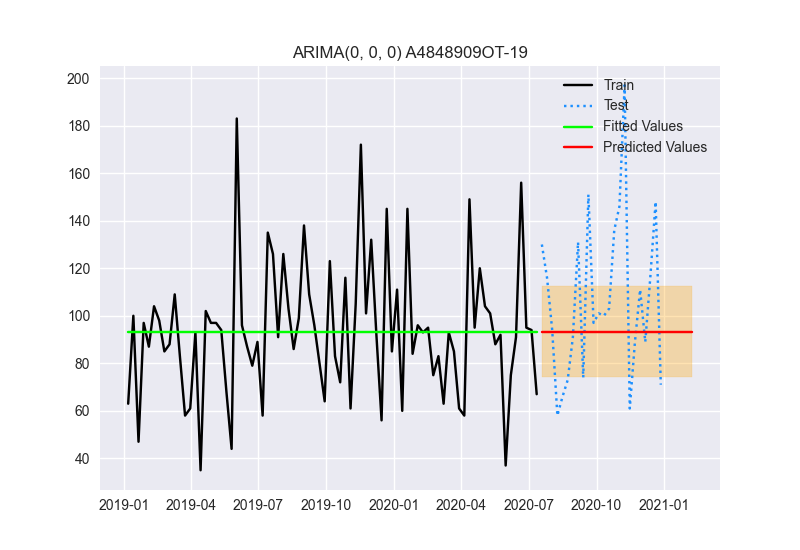 ARIMA(0, 0, 0) A4848909OT-19
200
180
160
140
120
100
80
60
40
Train
Test
Fitted Values
Predicted Values
2019-01 2019-04 2019-07 2019-10 2020-01 2020-04 2020-07 2020-10 2021-01